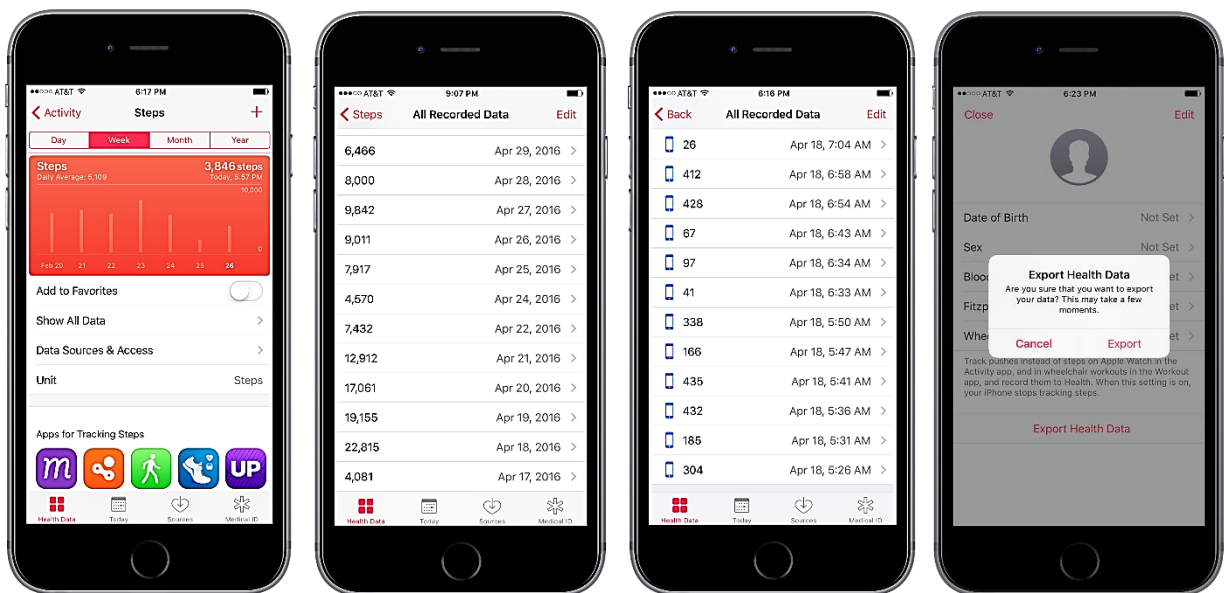 AT&T 6:17 PM
Activity Steps +
Day Week Month Year
Steps 3,846 steps
Daily Average: 5,109 Today, 5:57 PM
10,000
0
Feb 20 21 22 23 24 25 26
Add to Favorites
Show All Data
Data Sources & Access
Unit Steps
Apps for Tracking Steps
m UP
Health Data Today Sources Medical ID
AT&T 9:07 PM
Steps All Recorded Data Edit
6,466 Apr 29, 2016
8,000 Apr 28, 2016
9,842 Apr 27, 2016
9,011 Apr 26, 2016
7,917 Apr 25, 2016
4,570 Apr 24, 2016
7,432 Apr 22, 2016
12,912 Apr 21, 2016
17,061 Apr 20, 2016
19,155 Apr 19, 2016
22,815 Apr 18, 2016
4,081 Apr 17, 2016
Health Data Today Sources Medical ID
AT&T 6:16 PM
Back All Recorded Data Edit
26 Apr 18, 7:04 AM
412 Apr 18, 6:58 AM
428 Apr 18, 6:54 AM
67 Apr 18, 6:43 AM
97 Apr 18, 6:34 AM
41 Apr 18, 6:33 AM
338 Apr 18, 5:50 AM
166 Apr 18, 5:47 AM
435 Apr 18, 5:41 AM
432 Apr 18, 5:36 AM
185 Apr 18, 5:31 AM
304 Apr 18, 5:26 AM
Health Data Today Sources Medical ID
AT&T 6:23 PM
Close Edit
Date of Birth Not Set
Sex Not Set
Blood et
Fitzp et
Whee et
Export Health Data
Are you sure that you want to export
your data? This may take a few
moments.
Cancel Export
Track pushes instead of steps on Apple Watch in the
Activity app, and in wheelchair workouts in the Workout
app, and record them to Health. When this setting is on,
your iPhone stops tracking steps.
Export Health Data